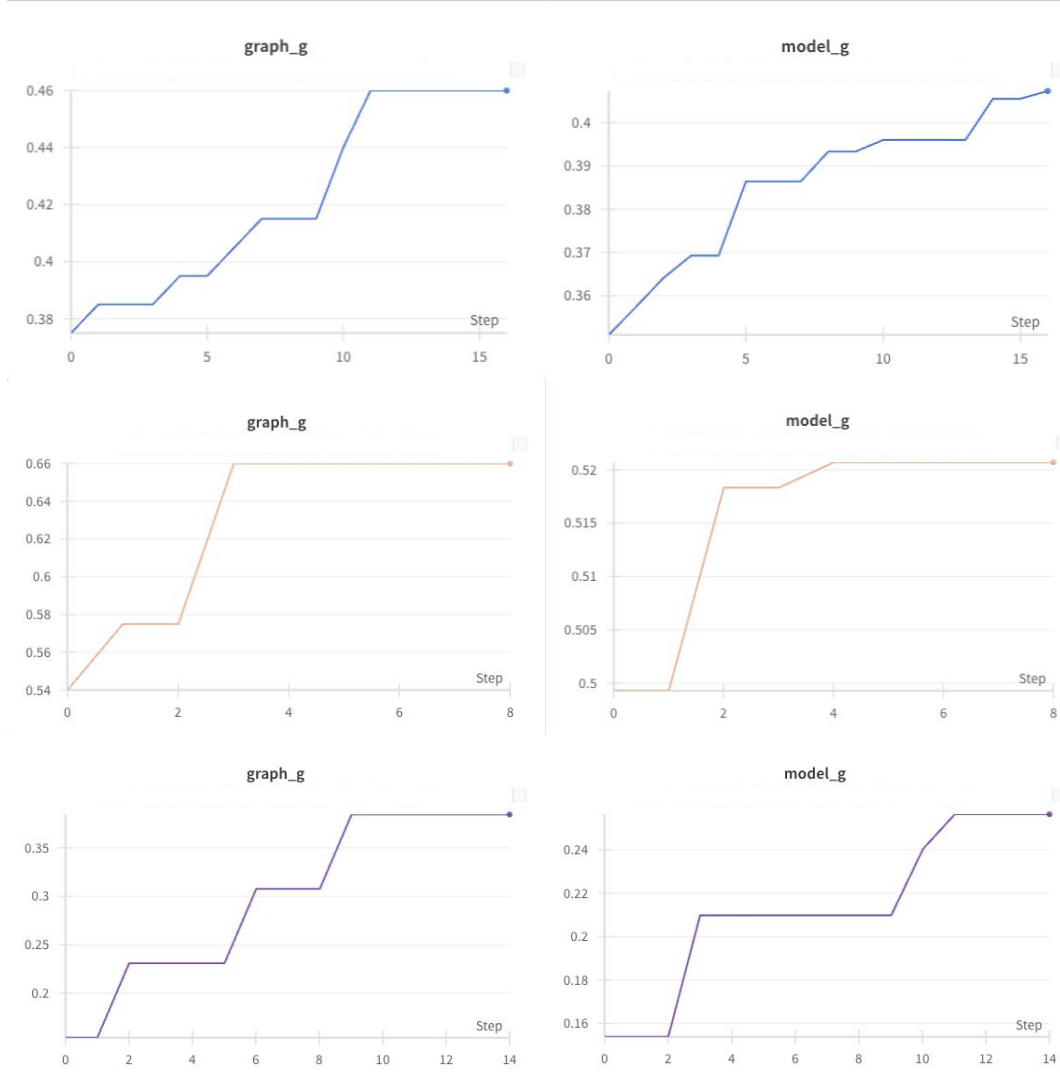 graph_g
0.46
0.44
0.42
0.4
0.38
Step
0 5 10 15
model_g
0.4
0.39
0.38
0.37
0.36
Step
0 5 10 15
graph_g
0.66
0.64
0.62
0.6
0.58
0.56
0.54
Step
0 2 4 6 8
model_g
0.52
0.515
0.51
0.505
0.5
Step
0 2 4 6 8
graph_g
0.35
0.3
0.25
0.2
Step
0 2 4 6 8 10 12 14
model_g
0.24
0.22
0.2
0.18
0.16
Step
0 2 4 6 8 10 12 14